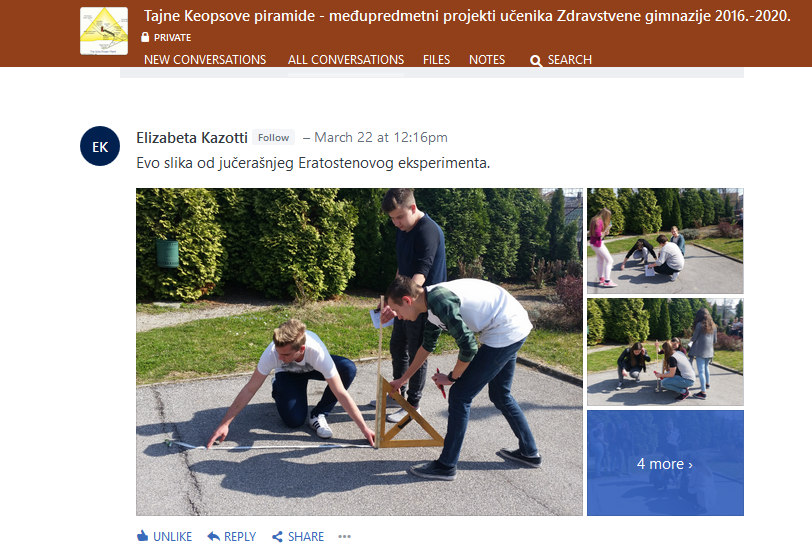 Tajne Keopsove piramide - međupredmetni projekti učenika Zdravstvene gimnazije 2016.-2020.
PRIVATE
NEW CONVERSATIONS ALL CONVERSATIONS FILES NOTES SEARCH
EK
Elizabeta Kazotti Follow – March 22 at 12:16pm
Evo slika od jučerašnjeg Eratostenovog eksperimenta.
4 more ›
UNLIKE REPLY SHARE •••